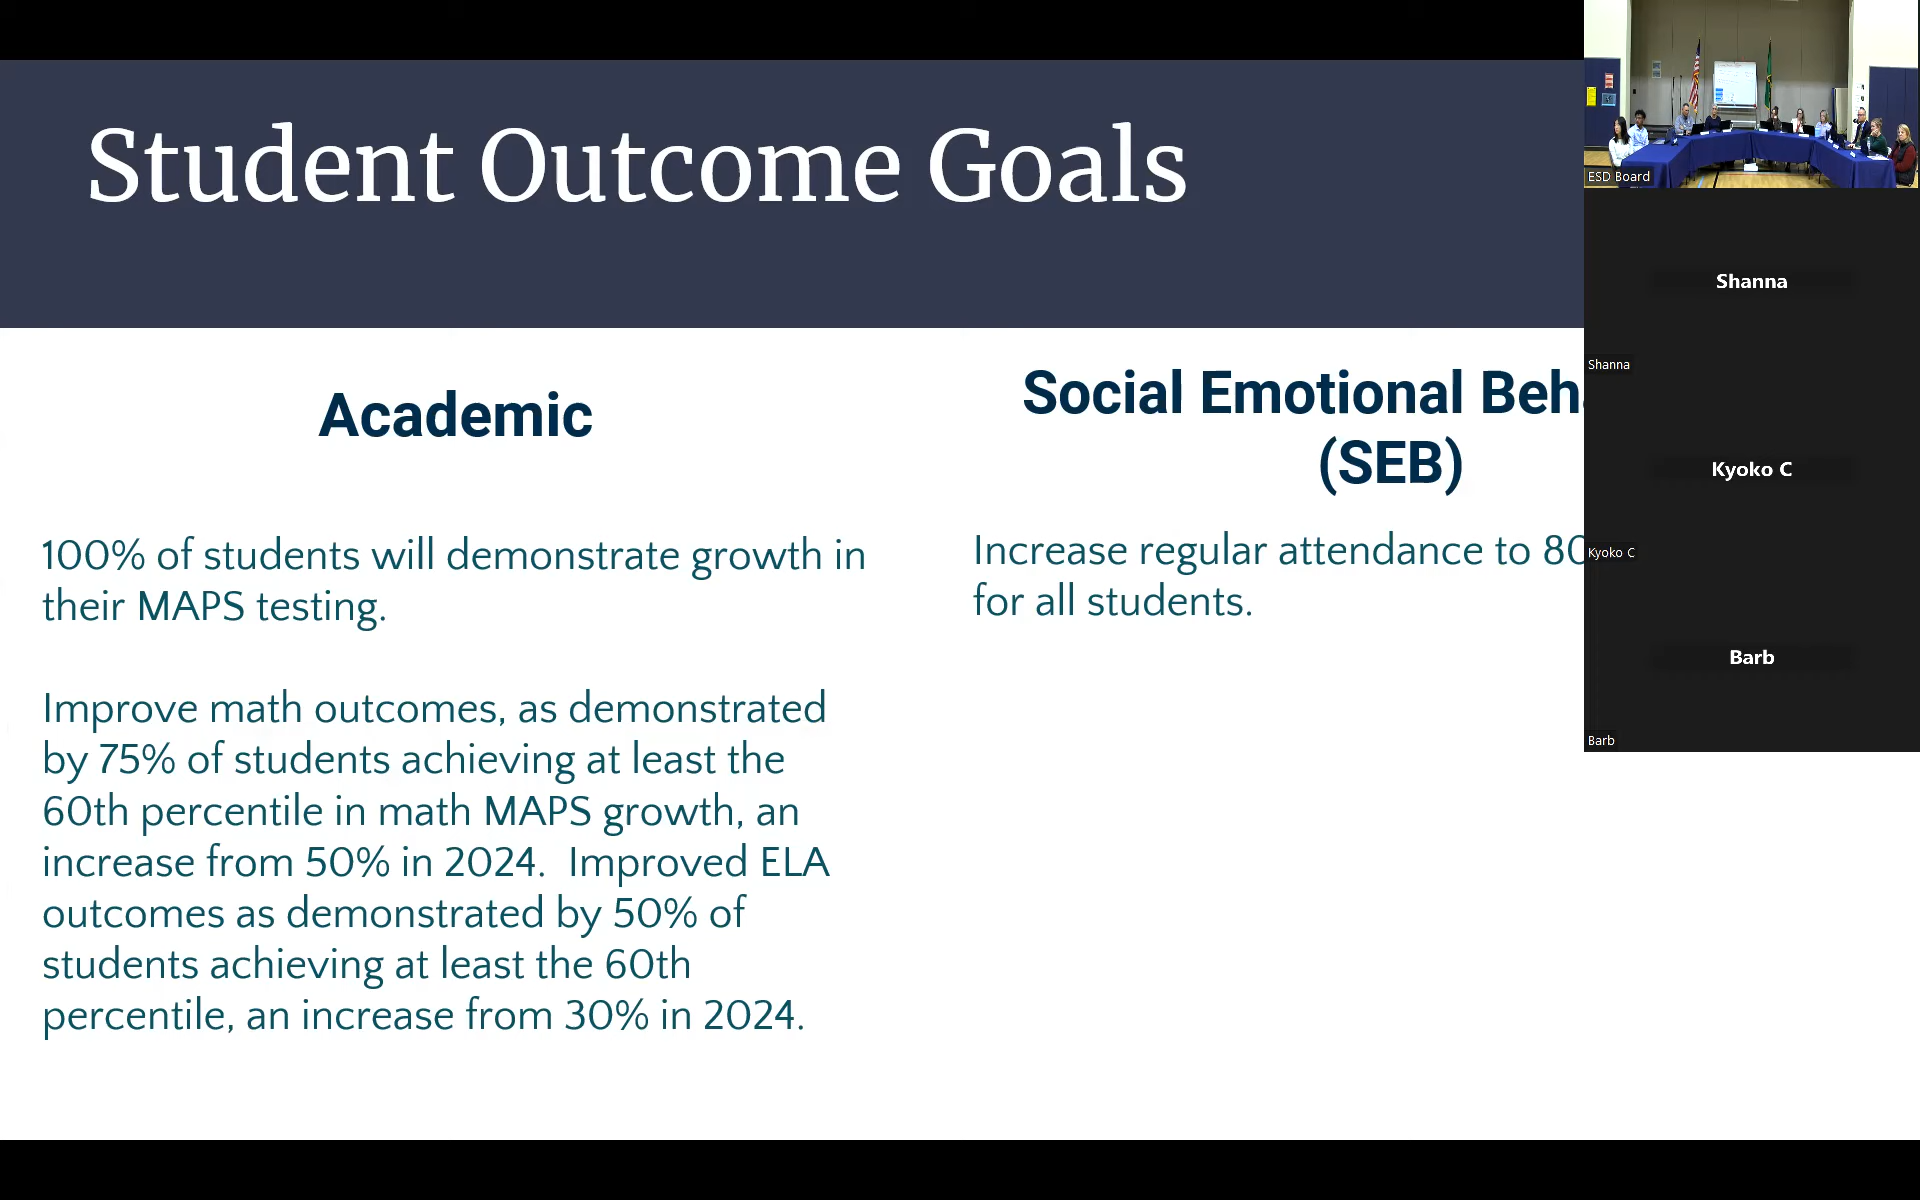 Student Outcome Goals
Academic
100% of students will demonstrate growth in
their MAPS testing.
Improve math outcomes, as demonstrated
by 75% of students achieving at least the
60th percentile in math MAPS growth, an
increase from 50% in 2024.  Improved ELA
outcomes as demonstrated by 50% of
students achieving at least the 60th
percentile, an increase from 30% in 2024.
Social Emotional Beh
(SEB)
Increase regular attendance to 80
for all students.
ESD Board
Shanna
Shanna
Kyoko C
Kyoko C
Barb
Barb